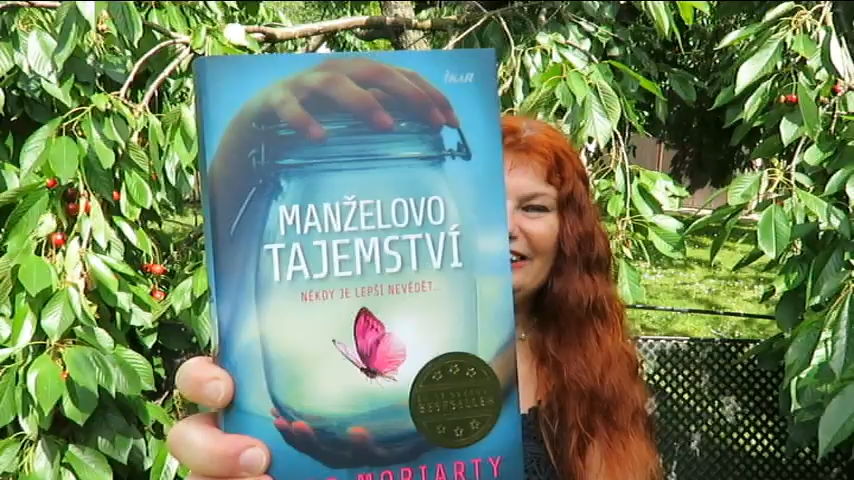 IKAR
MANŽELOVO
TAJEMSTVÍ
NĚKDY JE LEPŠÍ NEVĚDĚT...
BESTSELLER
MORIARTY